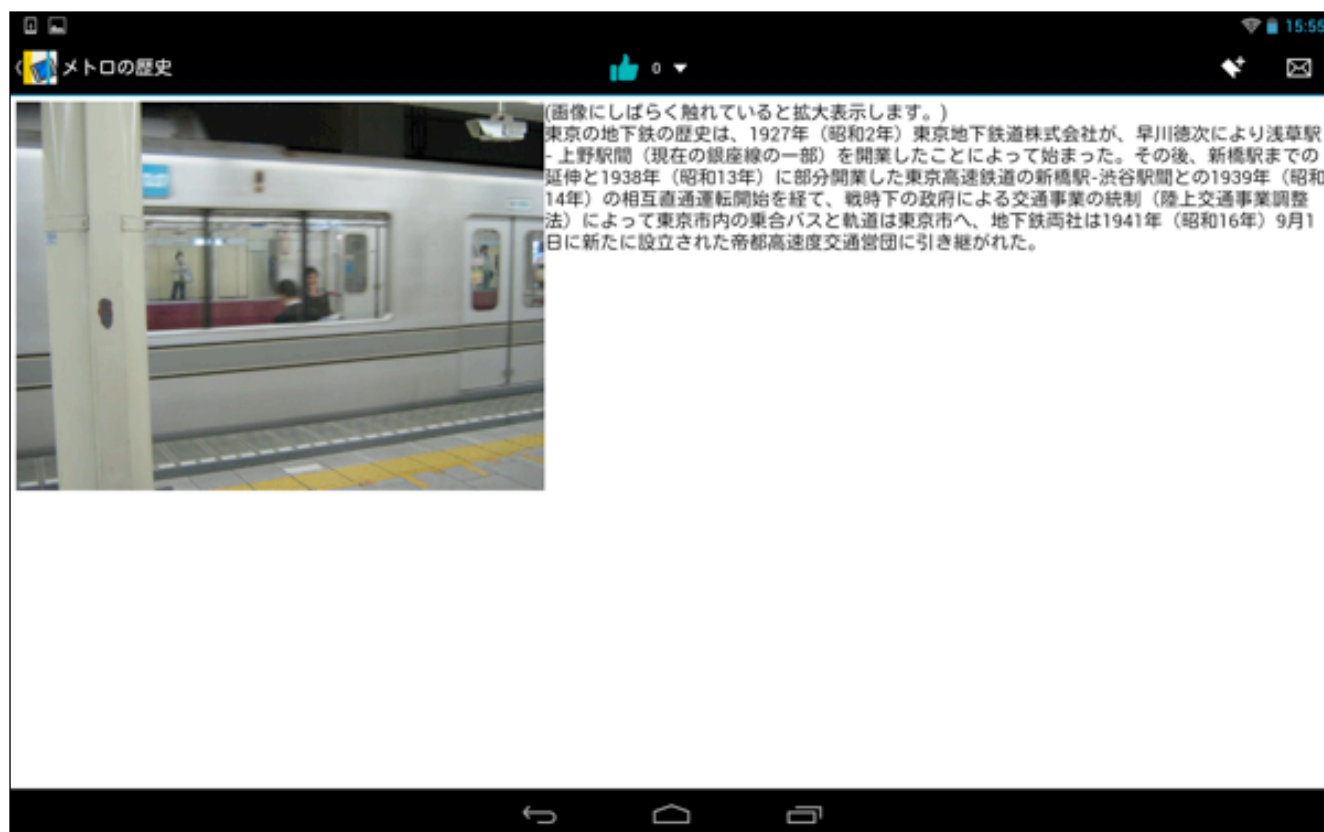 15:55
メトロの歴史
0
(画像にしばらく触れていると拡大表示します。)
東京の地下鉄の歴史は、1927年（昭和2年）東京地下鉄道株式会社が、早川徳次により浅草駅
- 上野駅間（現在の銀座線の一部）を開業したことによって始まった。その後、新橋駅までの
延伸と1938年（昭和13年）に部分開業した東京高速鉄道の新橋駅-渋谷駅間との1939年（昭和
14年）の相互直通運転開始を経て、戦時下の政府による交通事業の統制（陸上交通事業調整
法）によって東京市内の乗合バスと軌道は東京市へ、地下鉄両社は1941年（昭和16年）9月1
日に新たに設立された帝都高速度交通営団に引き継がれた。